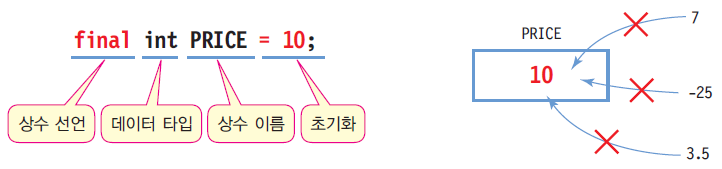 final int PRICE = 10;
상수 선언
데이터 타입
상수 이름
초기화
PRICE
10
7
-25
3.5